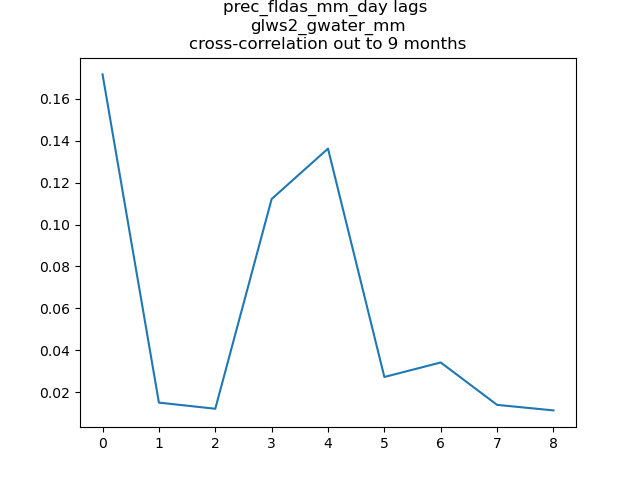 prec_fldas_mm_day lags
glws2_gwater_mm
cross-correlation out to 9 months
0.16
0.14
0.12
0.10
0.08
0.06
0.04
0.02
0 1 2 3 4 5 6 7 8